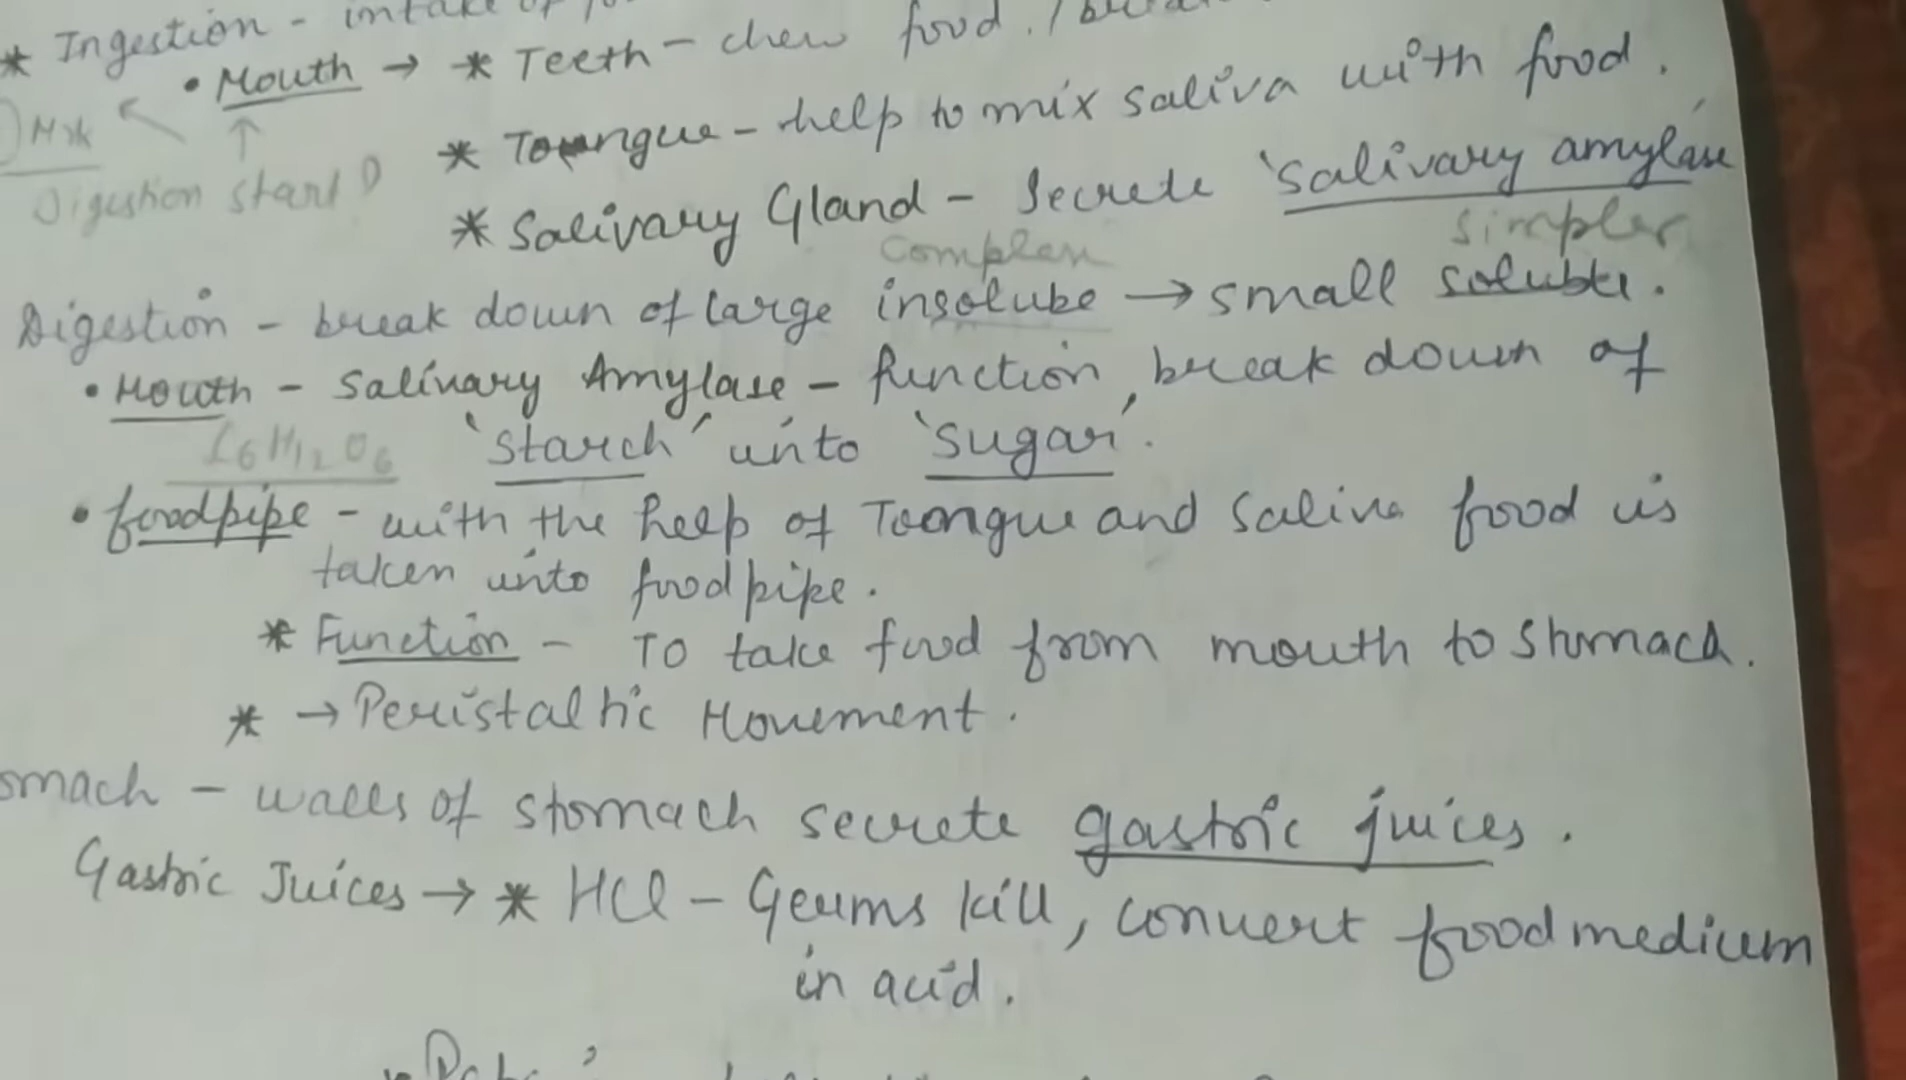 * Ingestion - intake of
• Mouth → * Teeth - chew food. /
* Toungue - help to mix saliva with food.
Digestion start
* Salivary Gland - Secrete 'salivary amylase
complex simpler
Digestion - break down of large insolube → small soluble.
• Mouth - Salivary Amylase - function, break down of
C6H12O6 'starch' into 'sugar'.
• foodpipe - with the help of Toongue and Saliva food is
taken into foodpipe.
* Function - To take food from mouth to Stomach.
* → Peristaltic Movement.
omach - walls of stomach secrete gastric juices.
Gastric Juices → * HCl - Germs kill, convert food medium
in acid.